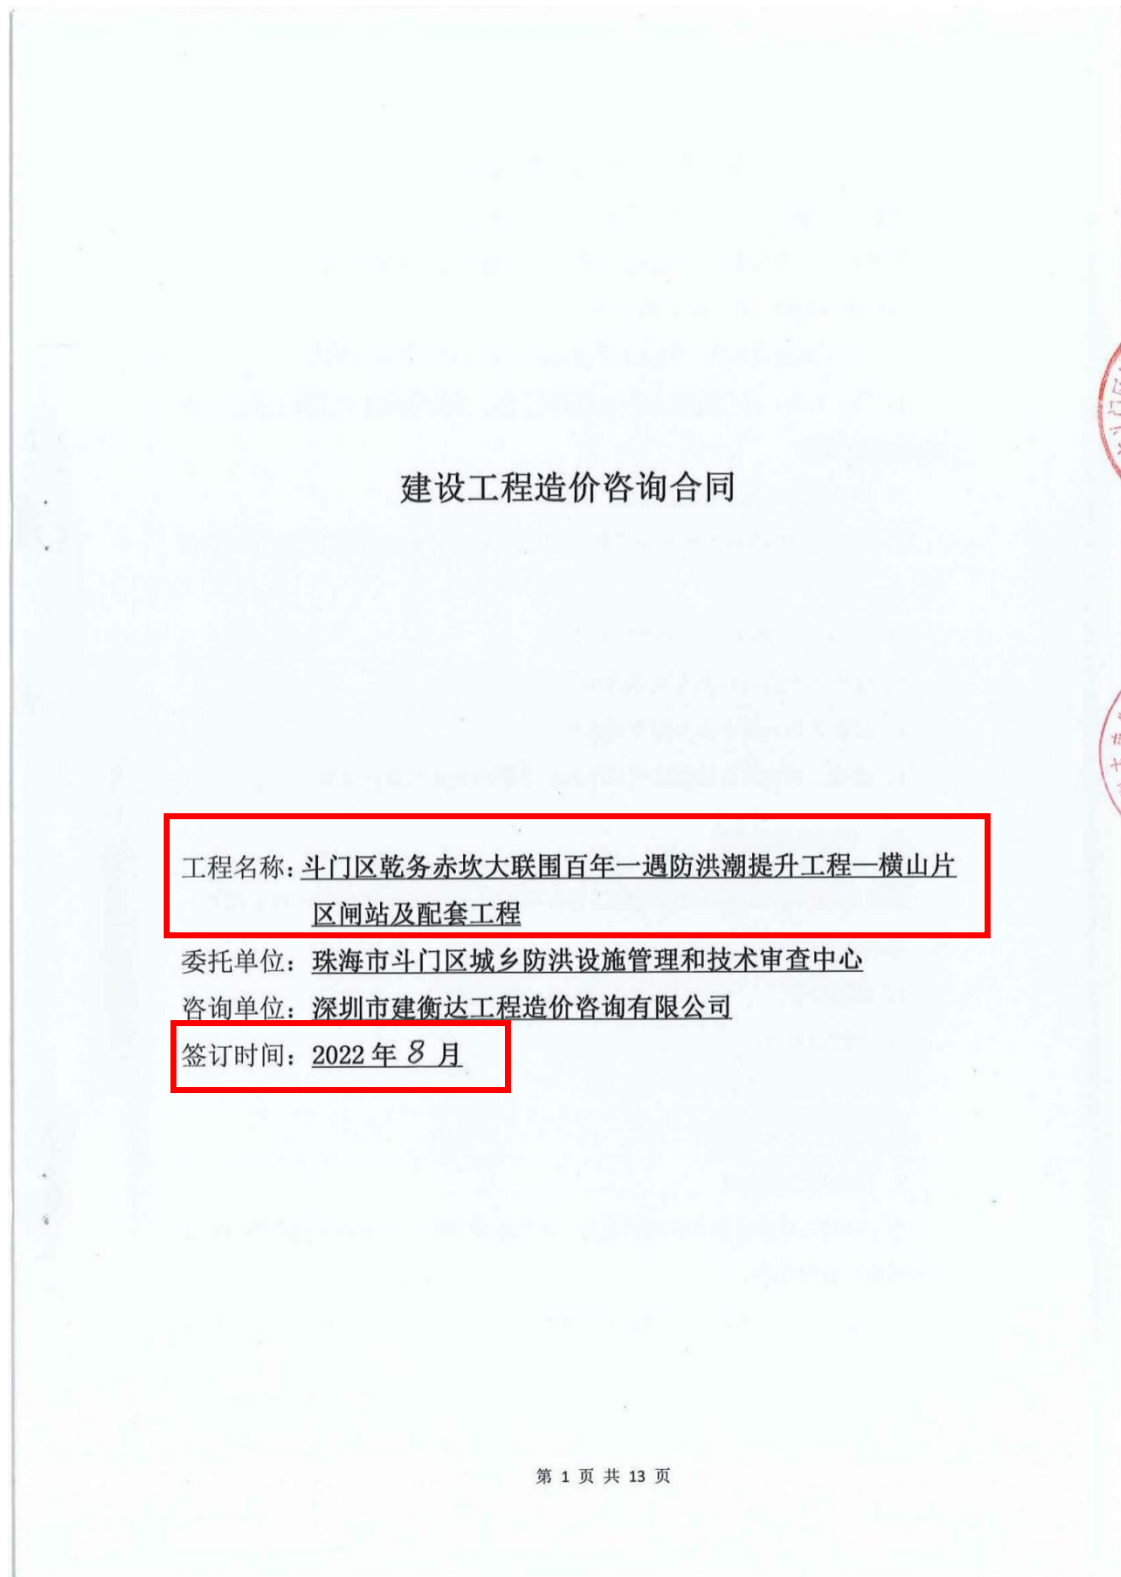 建设工程造价咨询合同
工程名称：斗门区乾务赤坎大联围百年一遇防洪潮提升工程—横山片
区闸站及配套工程
委托单位：珠海市斗门区城乡防洪设施管理和技术审查中心
咨询单位：深圳市建衡达工程造价咨询有限公司
签订时间：2022年8月
第 1 页 共 13 页